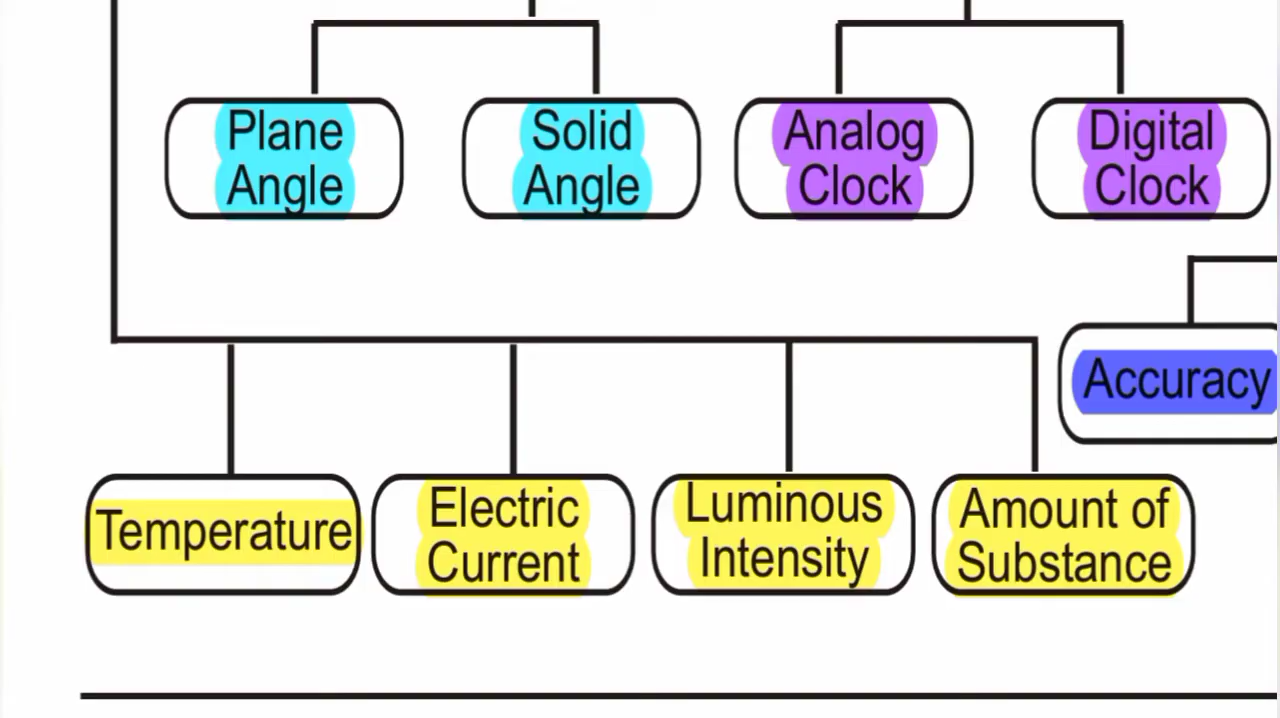 Plane
Angle
Solid
Angle
Analog
Clock
Digital
Clock
Accuracy
Temperature
Electric
Current
Luminous
Intensity
Amount of
Substance